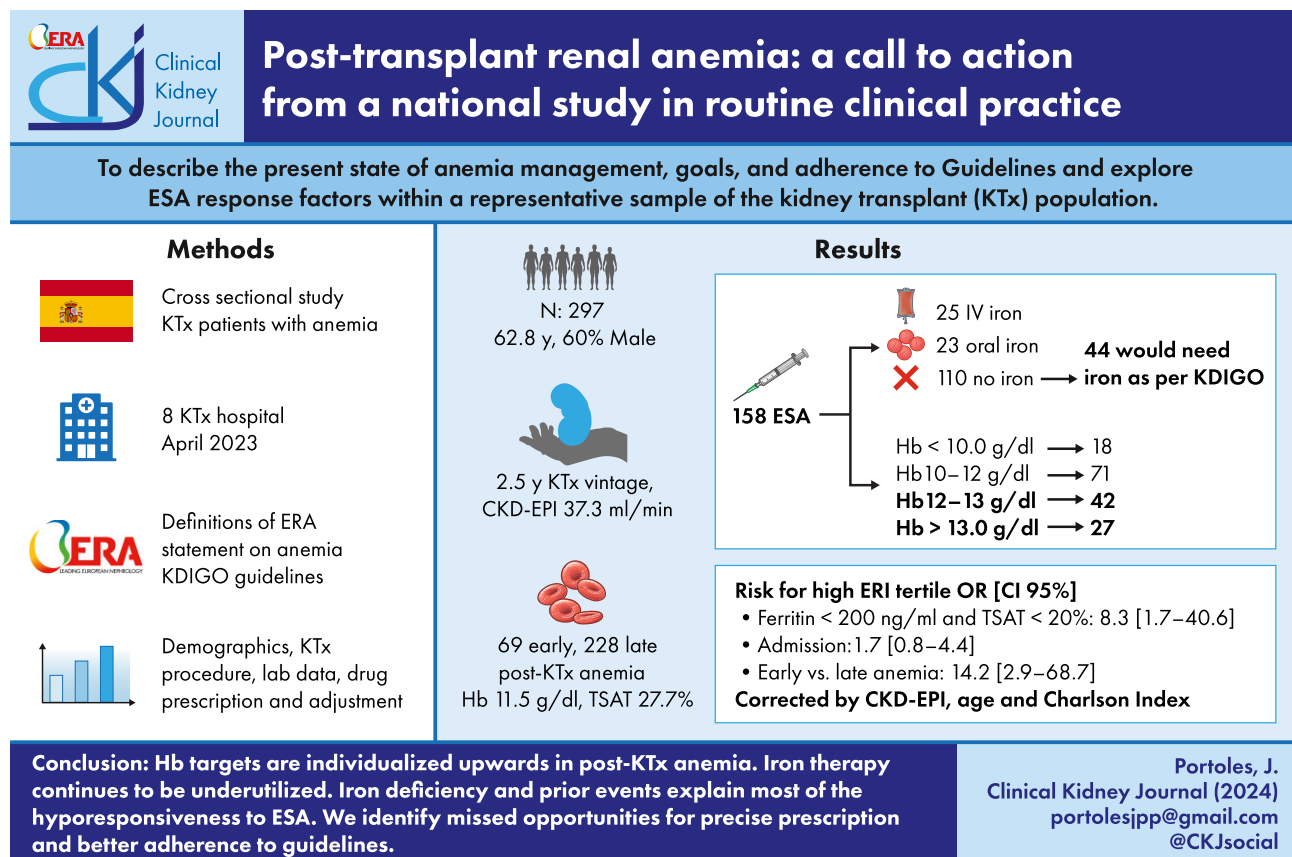 ERA
LEADING EUROPEAN NEPHROLOGY
CKJ
Clinical
Kidney
Journal
Post-transplant renal anemia: a call to action
from a national study in routine clinical practice
To describe the present state of anemia management, goals, and adherence to Guidelines and explore
ESA response factors within a representative sample of the kidney transplant (KTx) population.
Methods
Cross sectional study
KTx patients with anemia
8 KTx hospital
April 2023
ERA
LEADING EUROPEAN NEPHROLOGY
Definitions of ERA
statement on anemia
KDIGO guidelines
Demographics, KTx
procedure, lab data, drug
prescription and adjustment
Results
N: 297
62.8 y, 60% Male
2.5 y KTx vintage,
CKD-EPI 37.3 ml/min
69 early, 228 late
post-KTx anemia
Hb 11.5 g/dl, TSAT 27.7%
158 ESA
25 IV iron
23 oral iron
110 no iron
44 would need
iron as per KDIGO
Hb < 10.0 g/dl 18
Hb10–12 g/dl 71
Hb12–13 g/dl 42
Hb > 13.0 g/dl 27
Risk for high ERI tertile OR [CI 95%]
• Ferritin < 200 ng/ml and TSAT < 20%: 8.3 [1.7–40.6]
• Admission:1.7 [0.8–4.4]
• Early vs. late anemia: 14.2 [2.9–68.7]
Corrected by CKD-EPI, age and Charlson Index
Conclusion: Hb targets are individualized upwards in post-KTx anemia. Iron therapy
continues to be underutilized. Iron deficiency and prior events explain most of the
hyporesponsiveness to ESA. We identify missed opportunities for precise prescription
and better adherence to guidelines.
Portoles, J.
Clinical Kidney Journal (2024)
portolesjpp@gmail.com
@CKJsocial